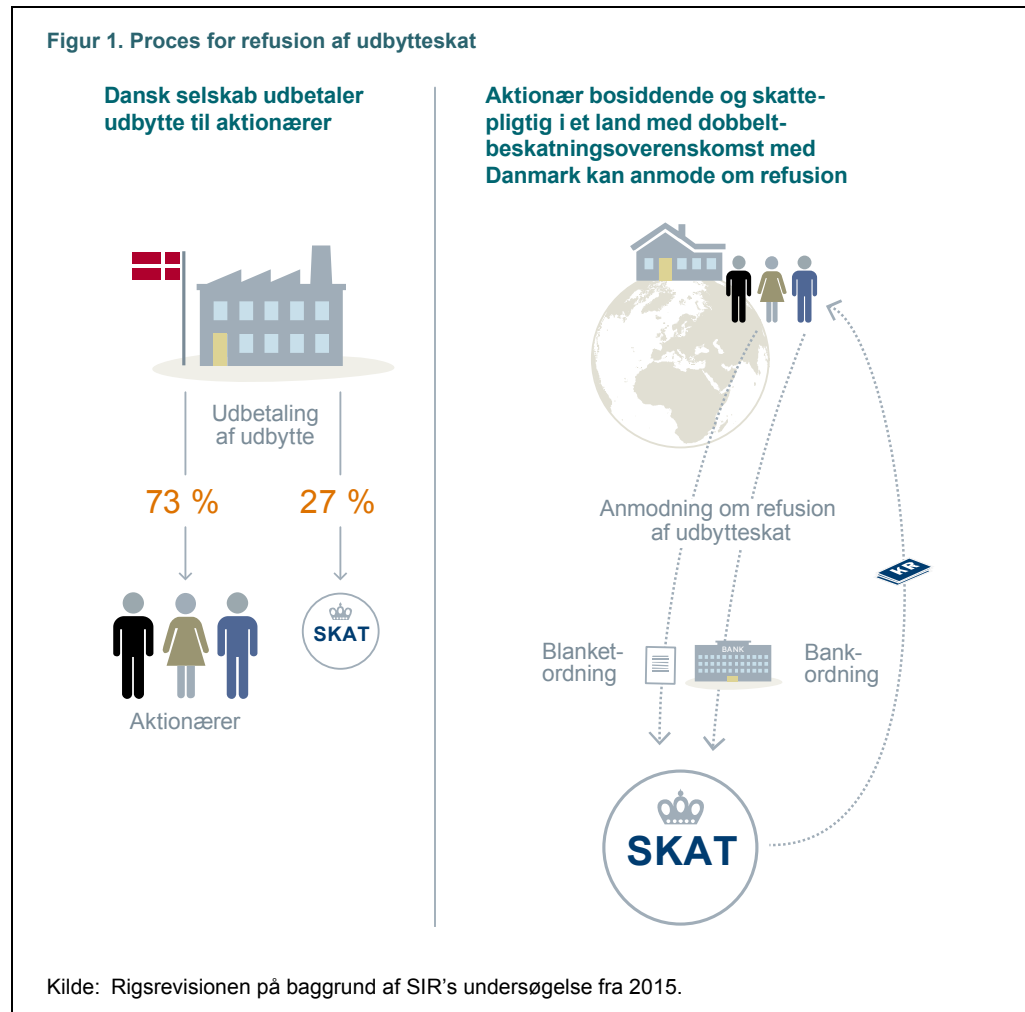 Figur 1. Proces for refusion af udbytteskat
Dansk selskab udbetaler
udbytte til aktionærer
Udbetaling
af udbytte
73 %
27 %
SKAT
Aktionærer
Aktionær bosiddende og skatte-
pligtig i et land med dobbelt-
beskatningsoverenskomst med
Danmark kan anmode om refusion
Anmodning om refusion
af udbytteskat
KR
Blanket-
ordning
BANK
Bank-
ordning
SKAT
Kilde: Rigsrevisionen på baggrund af SIR's undersøgelse fra 2015.